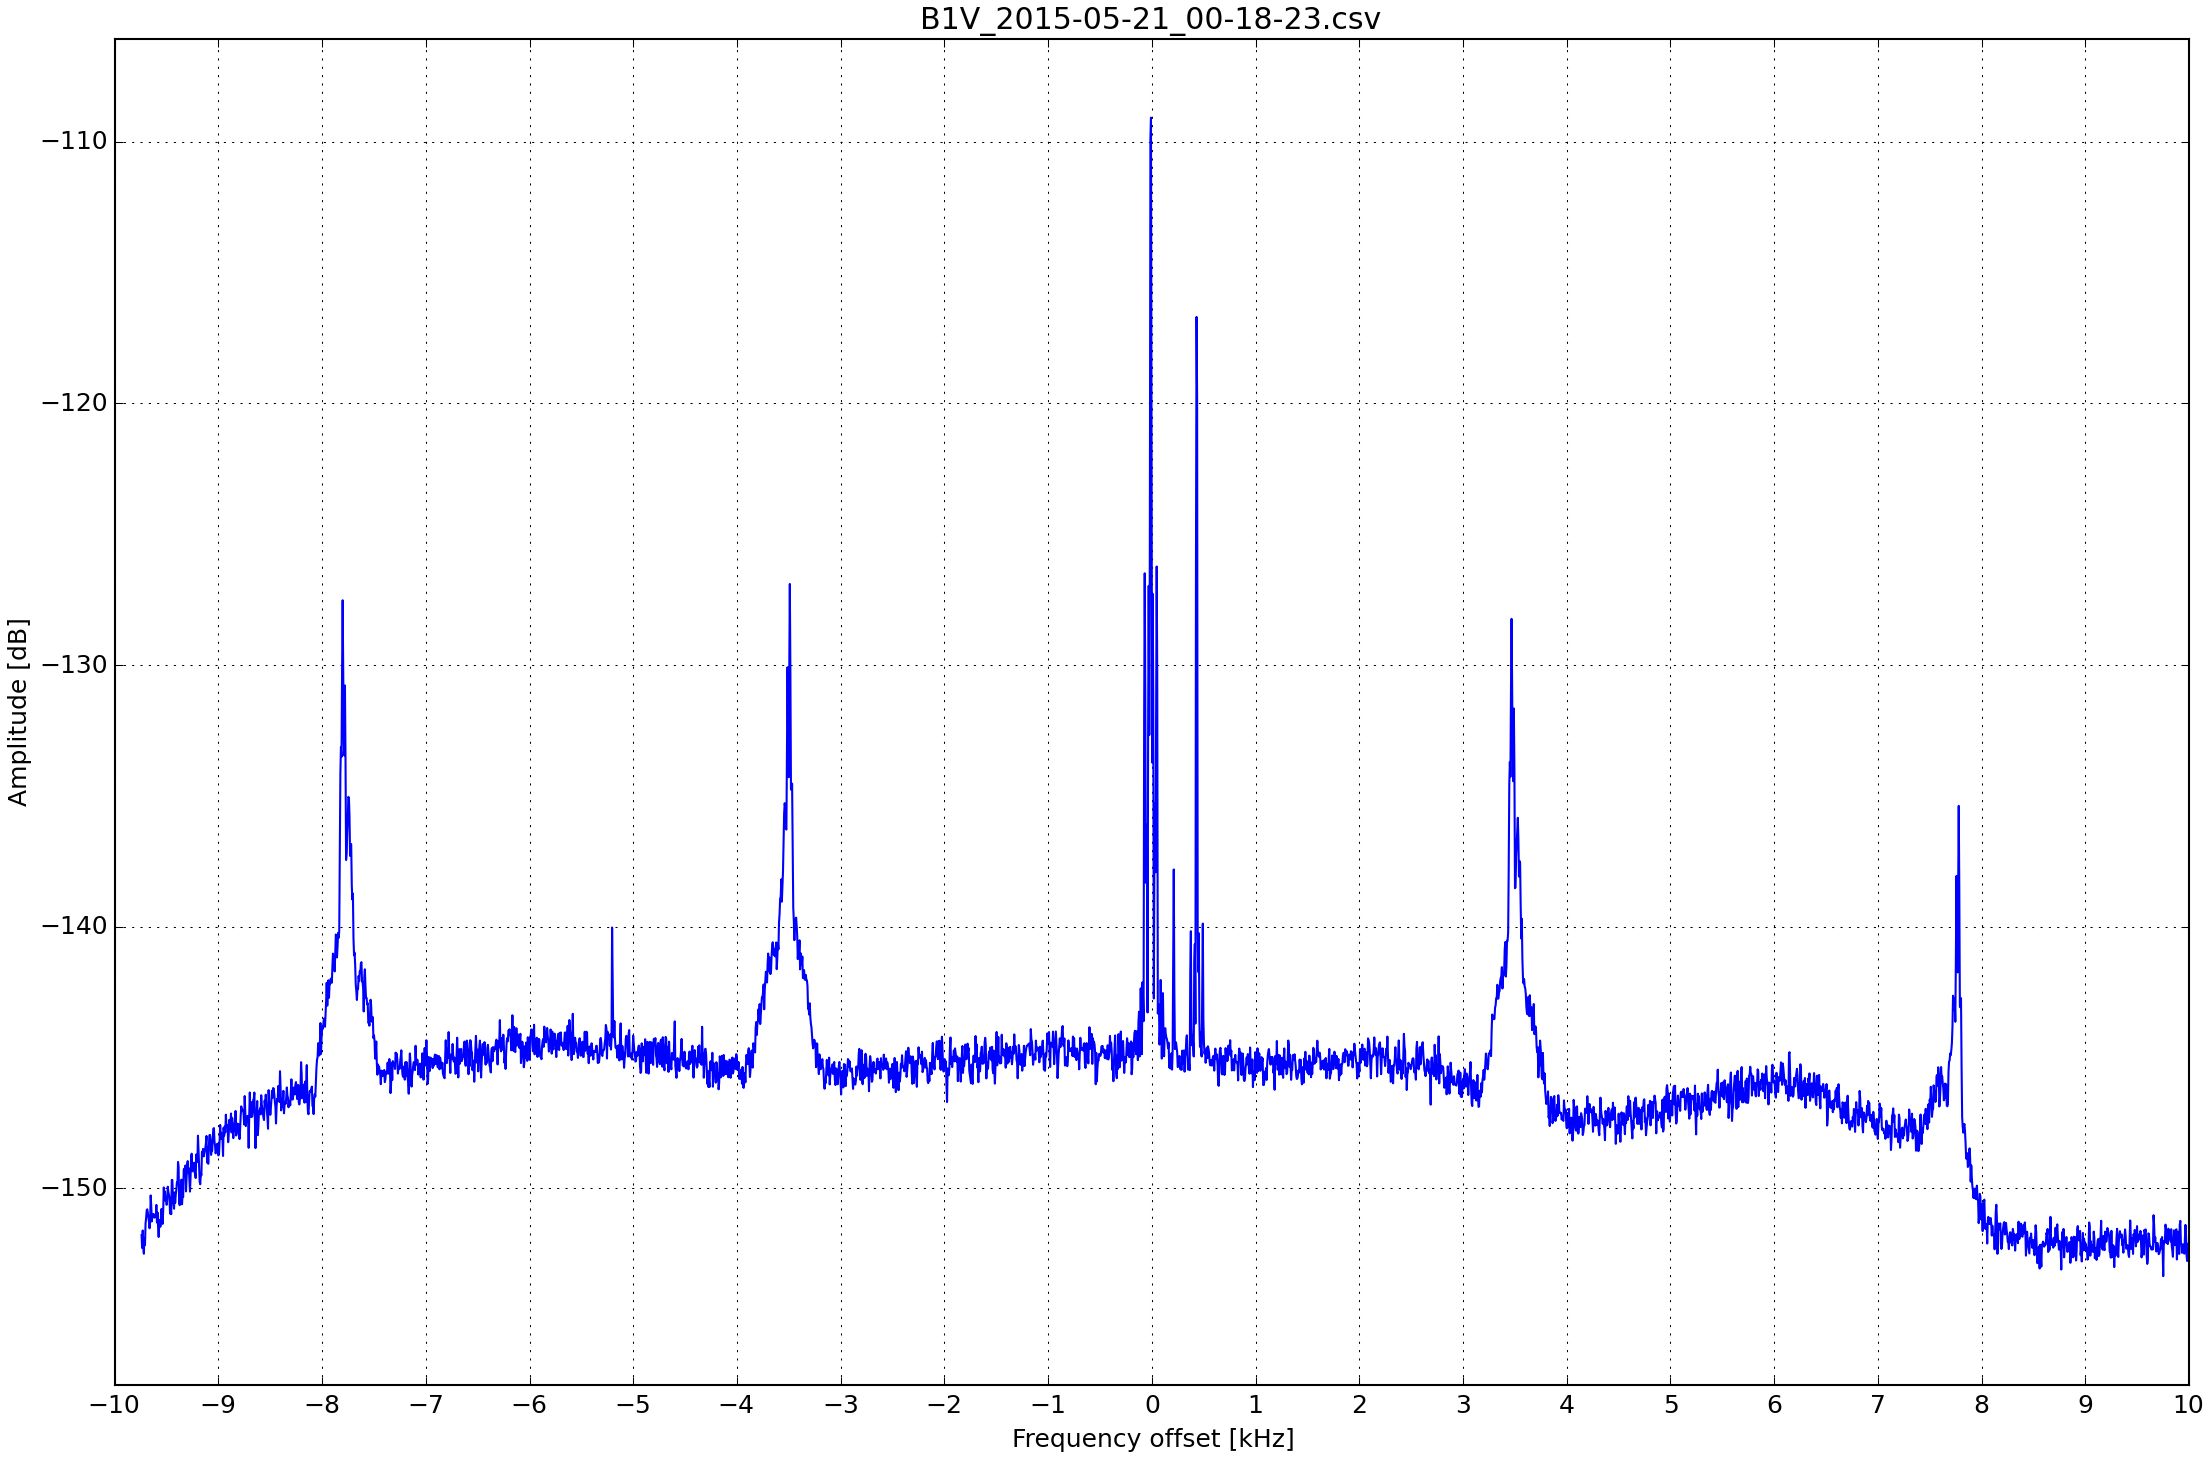 B1V_2015-05-21_00-18-23.csv
Amplitude [dB]
−110
−120
−130
−140
−150
−10 −9 −8 −7 −6 −5 −4 −3 −2 −1 0 1 2 3 4 5 6 7 8 9 10
Frequency offset [kHz]